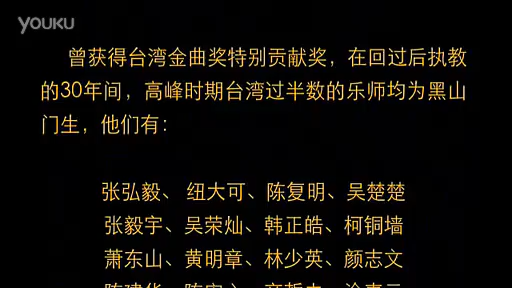 YOUKU
曾获得台湾金曲奖特别贡献奖，在回过后执教
的30年间，高峰时期台湾过半数的乐师均为黑山
门生，他们有：
张弘毅、 纽大可、陈复明、吴楚楚
张毅宇、吴荣灿、韩正皓、柯铜墙
萧东山、黄明章、林少英、颜志文